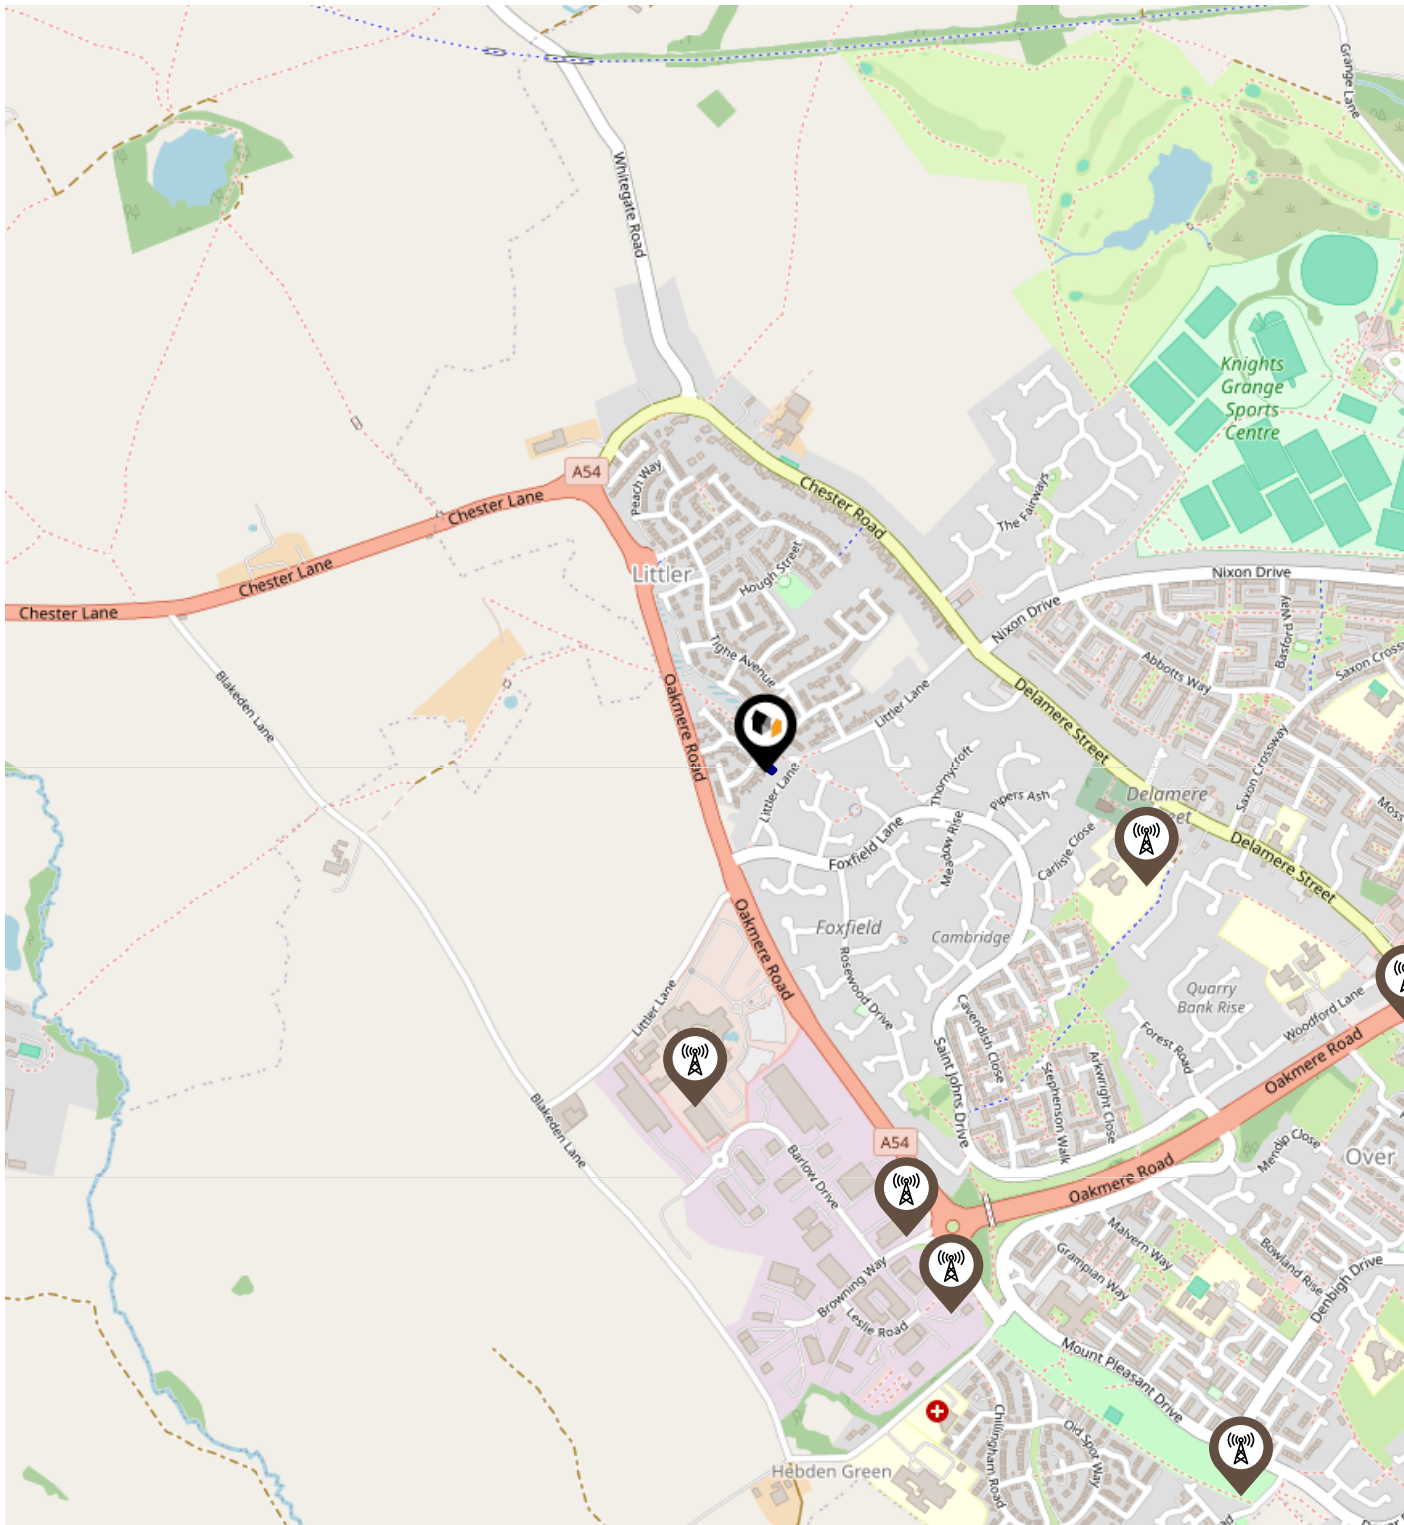 Grange Lane
Whitegate Road
Knights
Grange
Sports
Centre
A54
Peach Way
Chester Lane
Chester Road
The Fairways
Chester Lane
Littler
Hough Street
Nixon Drive
Chester Lane
Nixon Drive
Basford Way
Tighe Avenue
Abbotts Way
Saxon Cross
Blakeden Lane
Oakmere Road
Littler Lane
Delamere Street
Saxon Crossway
Thornycroft
Littler Lane
Pipers Ash
Delamere
eet
Moss
Foxfield Lane
Meadow Rise
Carlisle Close
Delamere Street
Oakmere Road
Foxfield
Cambridge
Rosewood Drive
Quarry
Bank Rise
Littler Lane
Cavendish Close
Woodford Lane
Forest Road
Saint Johns Drive
Stephenson Walk
Arkwright Close
Oakmere Road
Blakeden Lane
A54
Mendip Close
Over
Barlow Drive
Oakmere Road
Malvern Way
Grampian Way
Bowland Rise
Denbigh Drive
Browning Way
Leslie Road
Mount Pleasant Drive
Chillingham Road
Old Spot Way
Hebden Green